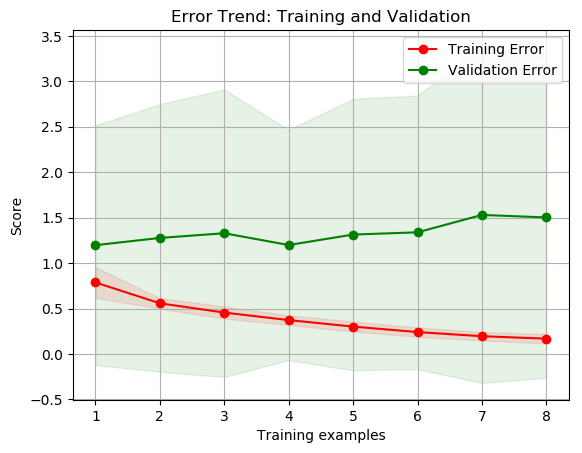 Error Trend: Training and Validation
Training Error
Validation Error
3.5
3.0
2.5
2.0
1.5
1.0
0.5
0.0
−0.5
Score
1 2 3 4 5 6 7 8
Training examples